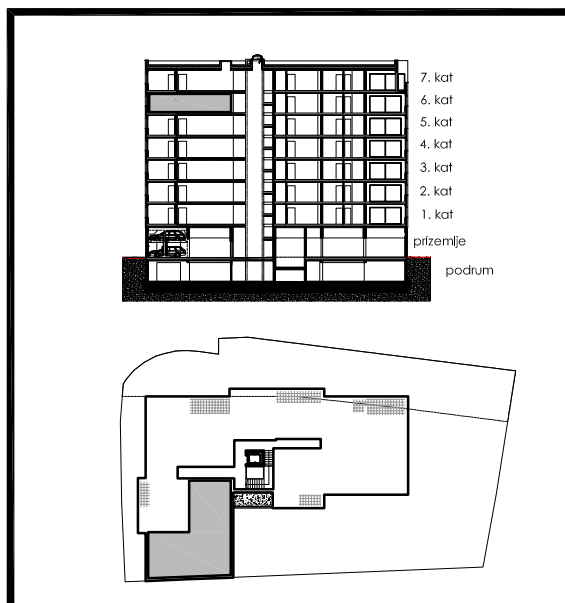 7. kat
6. kat
5. kat
4. kat
3. kat
2. kat
1. kat
prizemlje
podrum